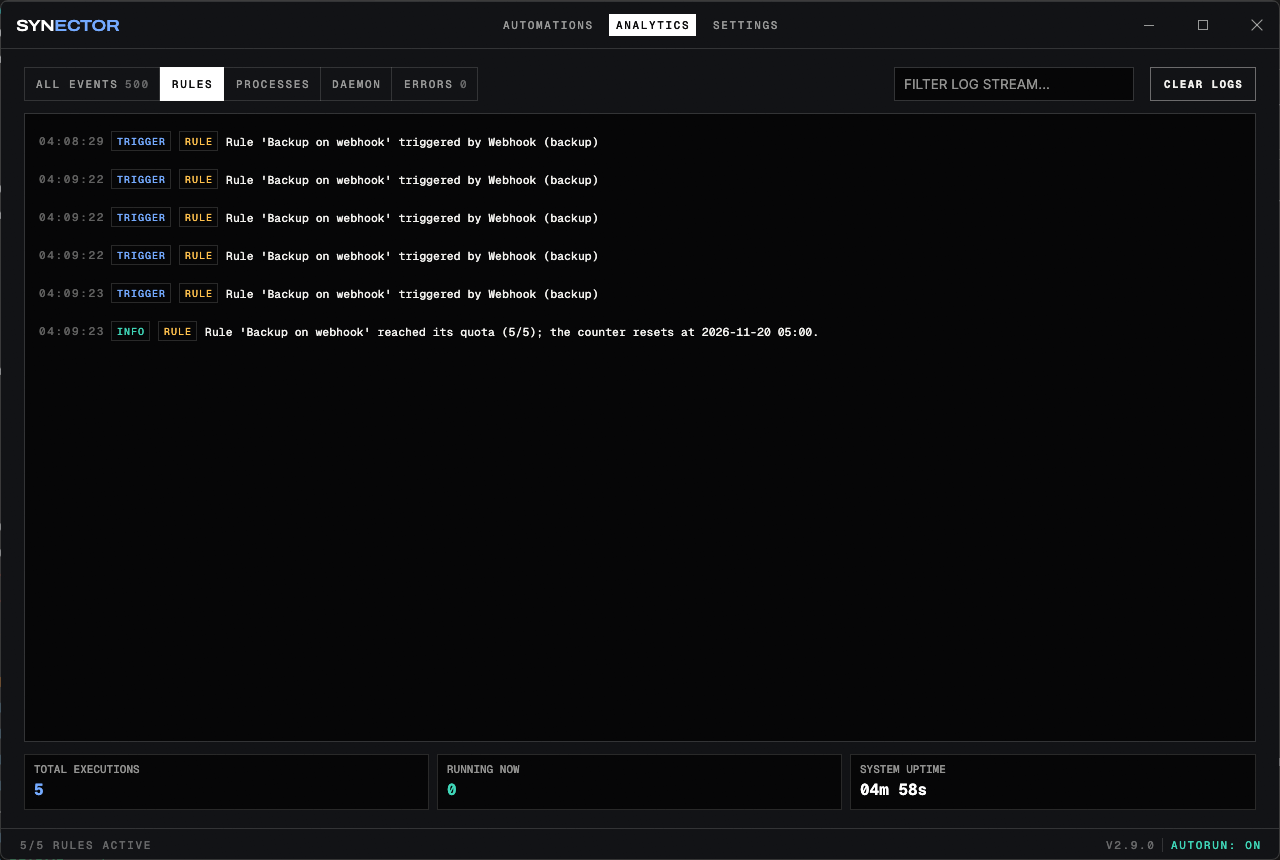 SYNECTOR AUTOMATIONS ANALYTICS SETTINGS
ALL EVENTS 500 RULES PROCESSES DAEMON ERRORS 0 FILTER LOG STREAM... CLEAR LOGS
04:08:29 TRIGGER RULE Rule 'Backup on webhook' triggered by Webhook (backup)
04:09:22 TRIGGER RULE Rule 'Backup on webhook' triggered by Webhook (backup)
04:09:22 TRIGGER RULE Rule 'Backup on webhook' triggered by Webhook (backup)
04:09:22 TRIGGER RULE Rule 'Backup on webhook' triggered by Webhook (backup)
04:09:23 TRIGGER RULE Rule 'Backup on webhook' triggered by Webhook (backup)
04:09:23 INFO RULE Rule 'Backup on webhook' reached its quota (5/5); the counter resets at 2026-11-20 05:00.
TOTAL EXECUTIONS RUNNING NOW SYSTEM UPTIME
5 0 04m 58s
5/5 RULES ACTIVE V2.9.0 AUTORUN: ON